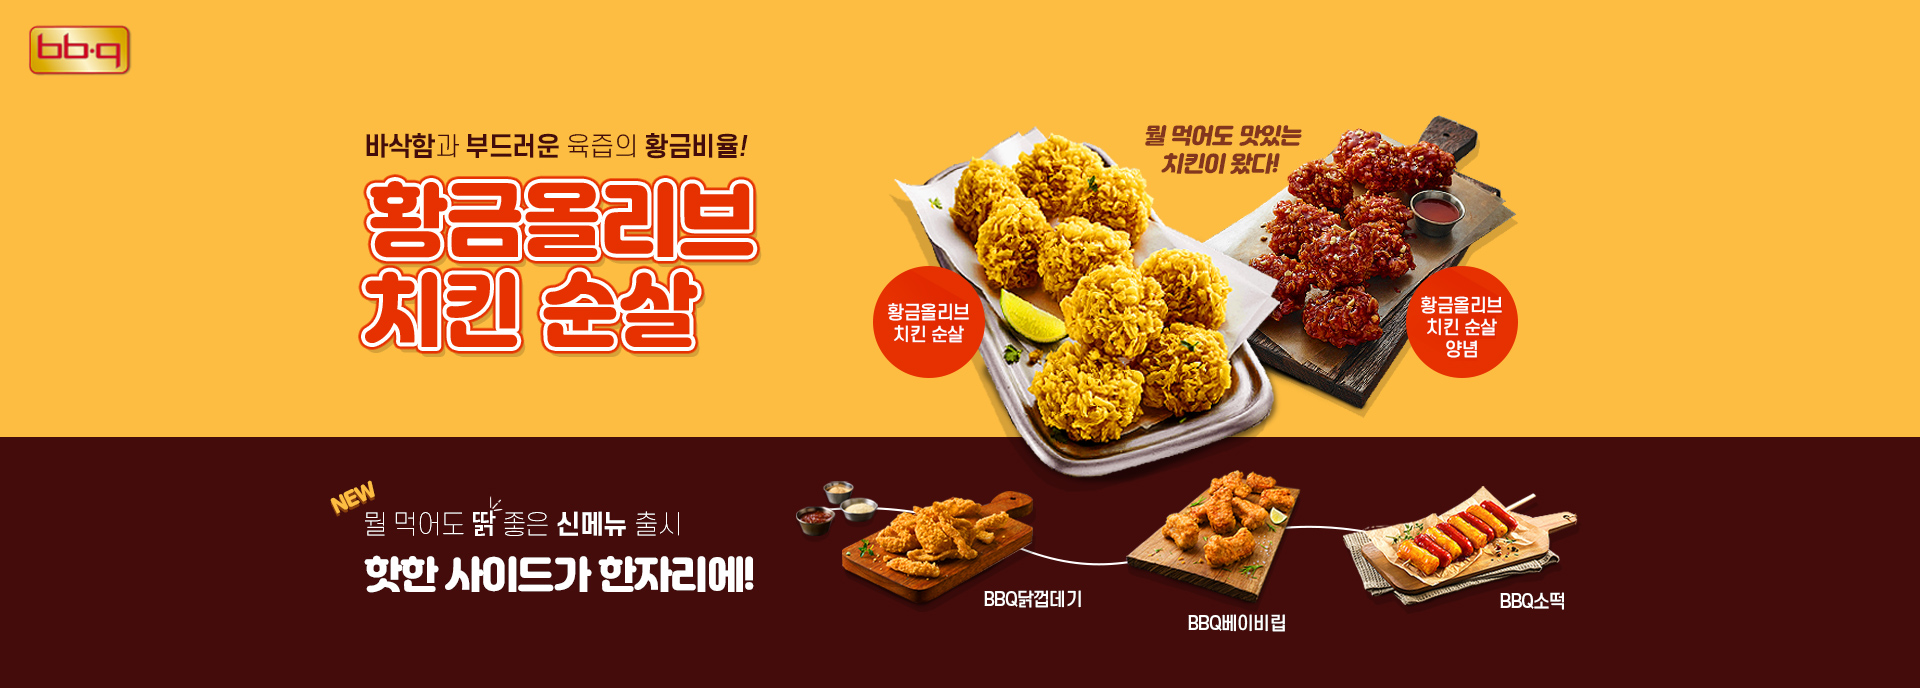 bb·q
바삭함과 부드러운 육즙의 황금비율!
황금올리브
치킨 순살
뭘 먹어도 맛있는
치킨이 왔다!
황금올리브
치킨 순살
황금올리브
치킨 순살
양념
NEW
뭘 먹어도 딹 좋은 신메뉴 출시
핫한 사이드가 한자리에!
BBQ닭껍데기
BBQ베이비립
BBQ소떡